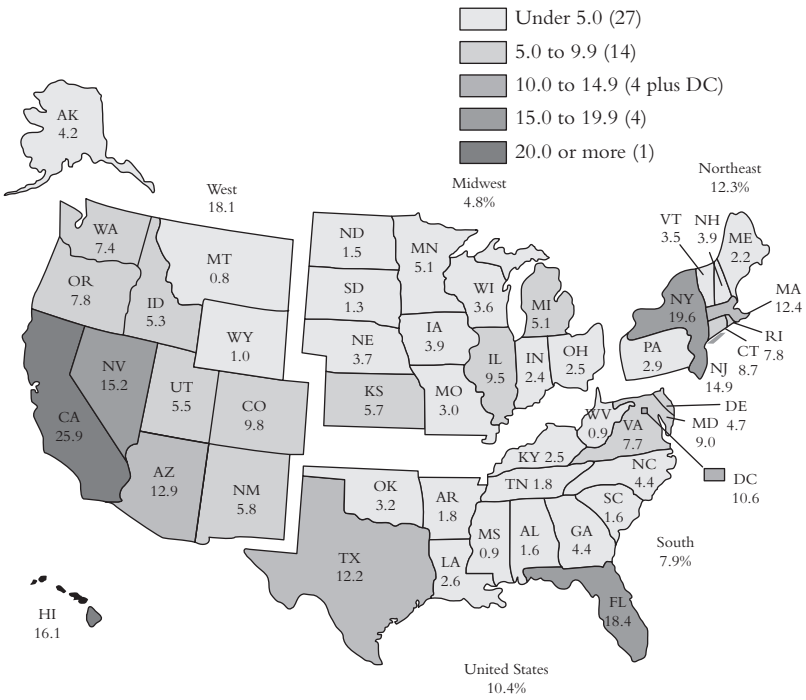 Under 5.0 (27)
5.0 to 9.9 (14)
10.0 to 14.9 (4 plus DC)
15.0 to 19.9 (4)
20.0 or more (1)
AK
4.2
West
18.1
Midwest
4.8%
Northeast
12.3%
WA
7.4
OR
7.8
ID
5.3
MT
0.8
WY
1.0
NV
15.2
UT
5.5
CO
9.8
CA
25.9
AZ
12.9
NM
5.8
HI
16.1
ND
1.5
SD
1.3
NE
3.7
KS
5.7
MN
5.1
IA
3.9
MO
3.0
WI
3.6
IL
9.5
MI
5.1
IN
2.4
OH
2.5
VT
3.5
NH
3.9
ME
2.2
NY
19.6
MA
12.4
RI
7.8
CT
8.7
PA
2.9
NJ
14.9
DE
4.7
MD
9.0
DC
10.6
WV
0.9
VA
7.7
KY 2.5
NC
4.4
TN 1.8
SC
1.6
OK
3.2
AR
1.8
TX
12.2
LA
2.6
MS
0.9
AL
1.6
GA
4.4
FL
18.4
South
7.9%
United States
10.4%